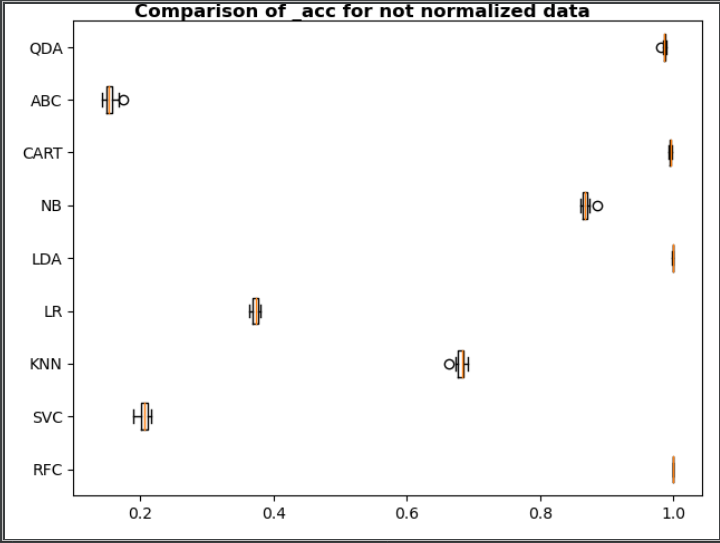 Comparison of _acc for not normalized data
QDA
ABC
CART
NB
LDA
LR
KNN
SVC
RFC
0.2 0.4 0.6 0.8 1.0